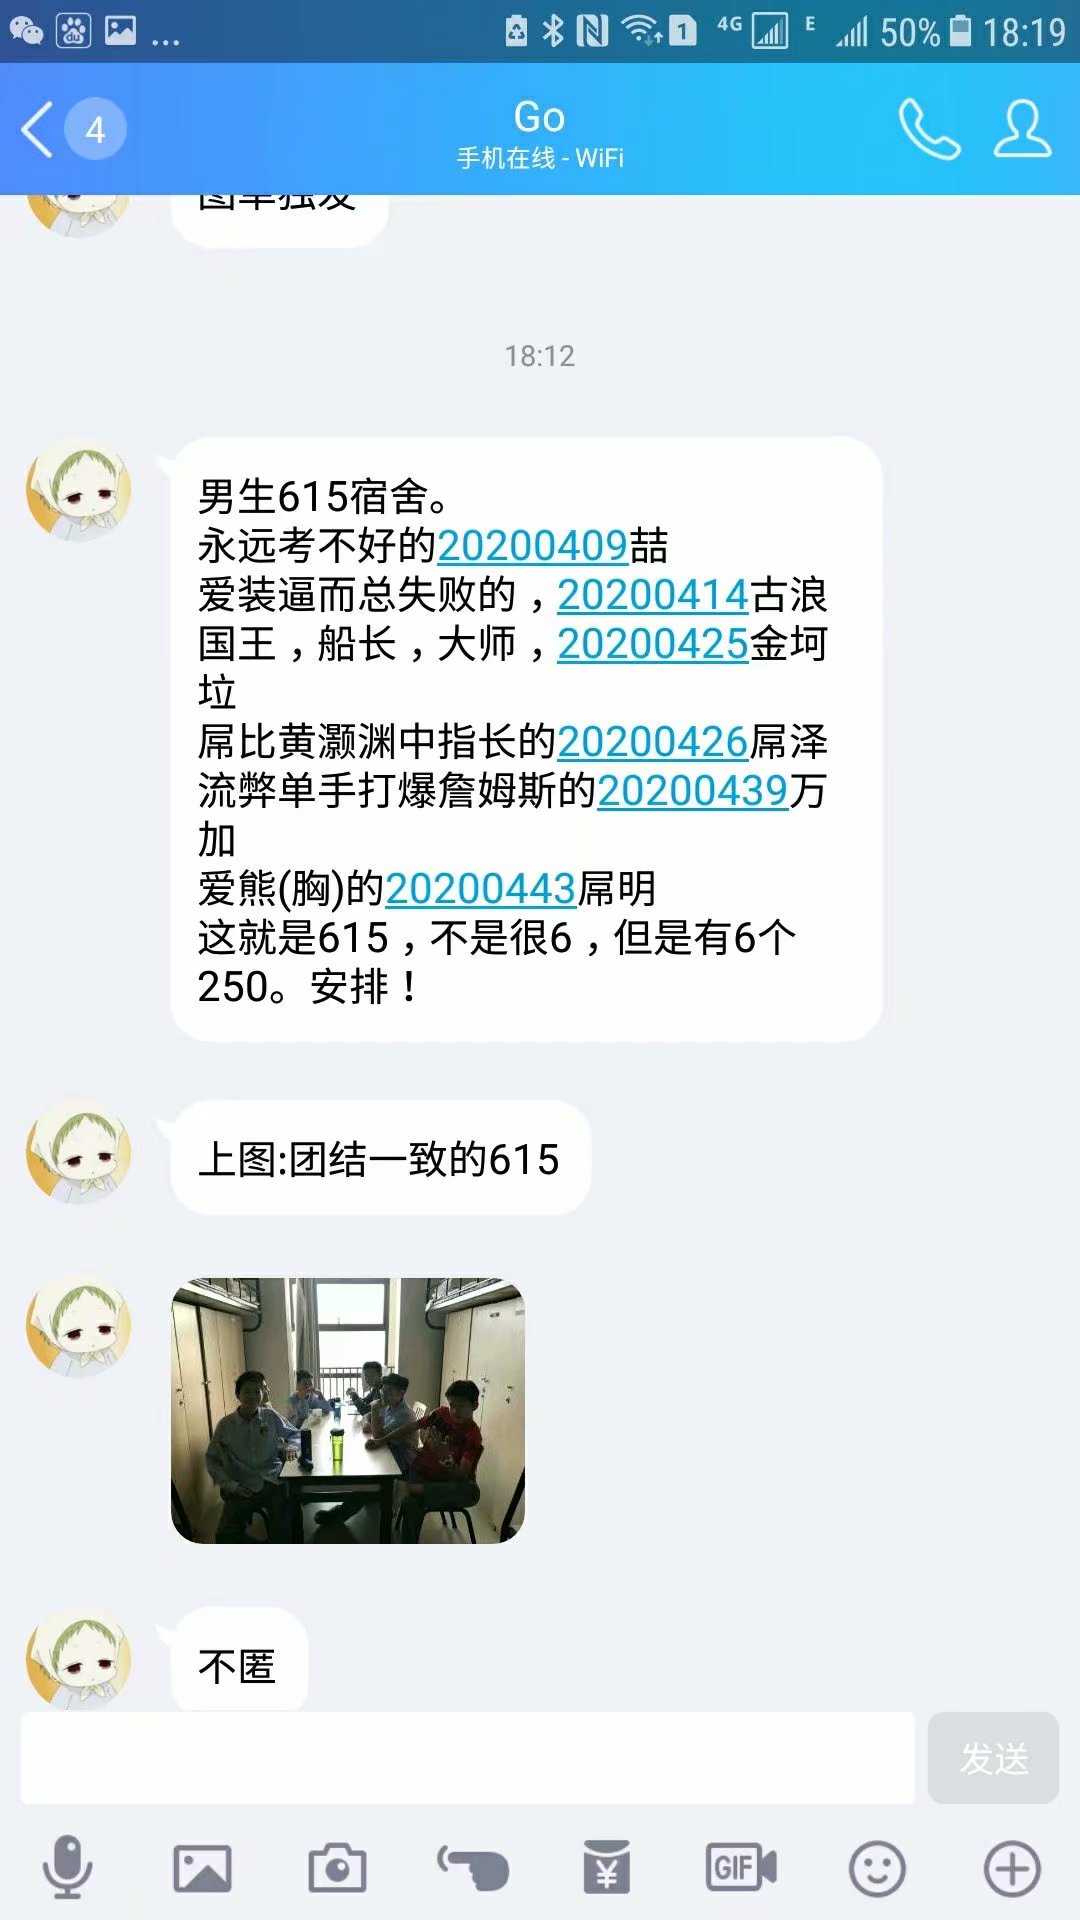 4G
E
50%
18:19
4
Go
手机在线 - WiFi
图单独发
18:12
男生615宿舍。
永远考不好的20200409喆
爱装逼而总失败的，20200414古浪
国王，船长，大师，20200425金坷
垃
屌比黄灏渊中指长的20200426屌泽
流弊单手打爆詹姆斯的20200439万
加
爱熊(胸)的20200443屌明
这就是615，不是很6，但是有6个
250。安排！
上图:团结一致的615
不匿
发送
GIF